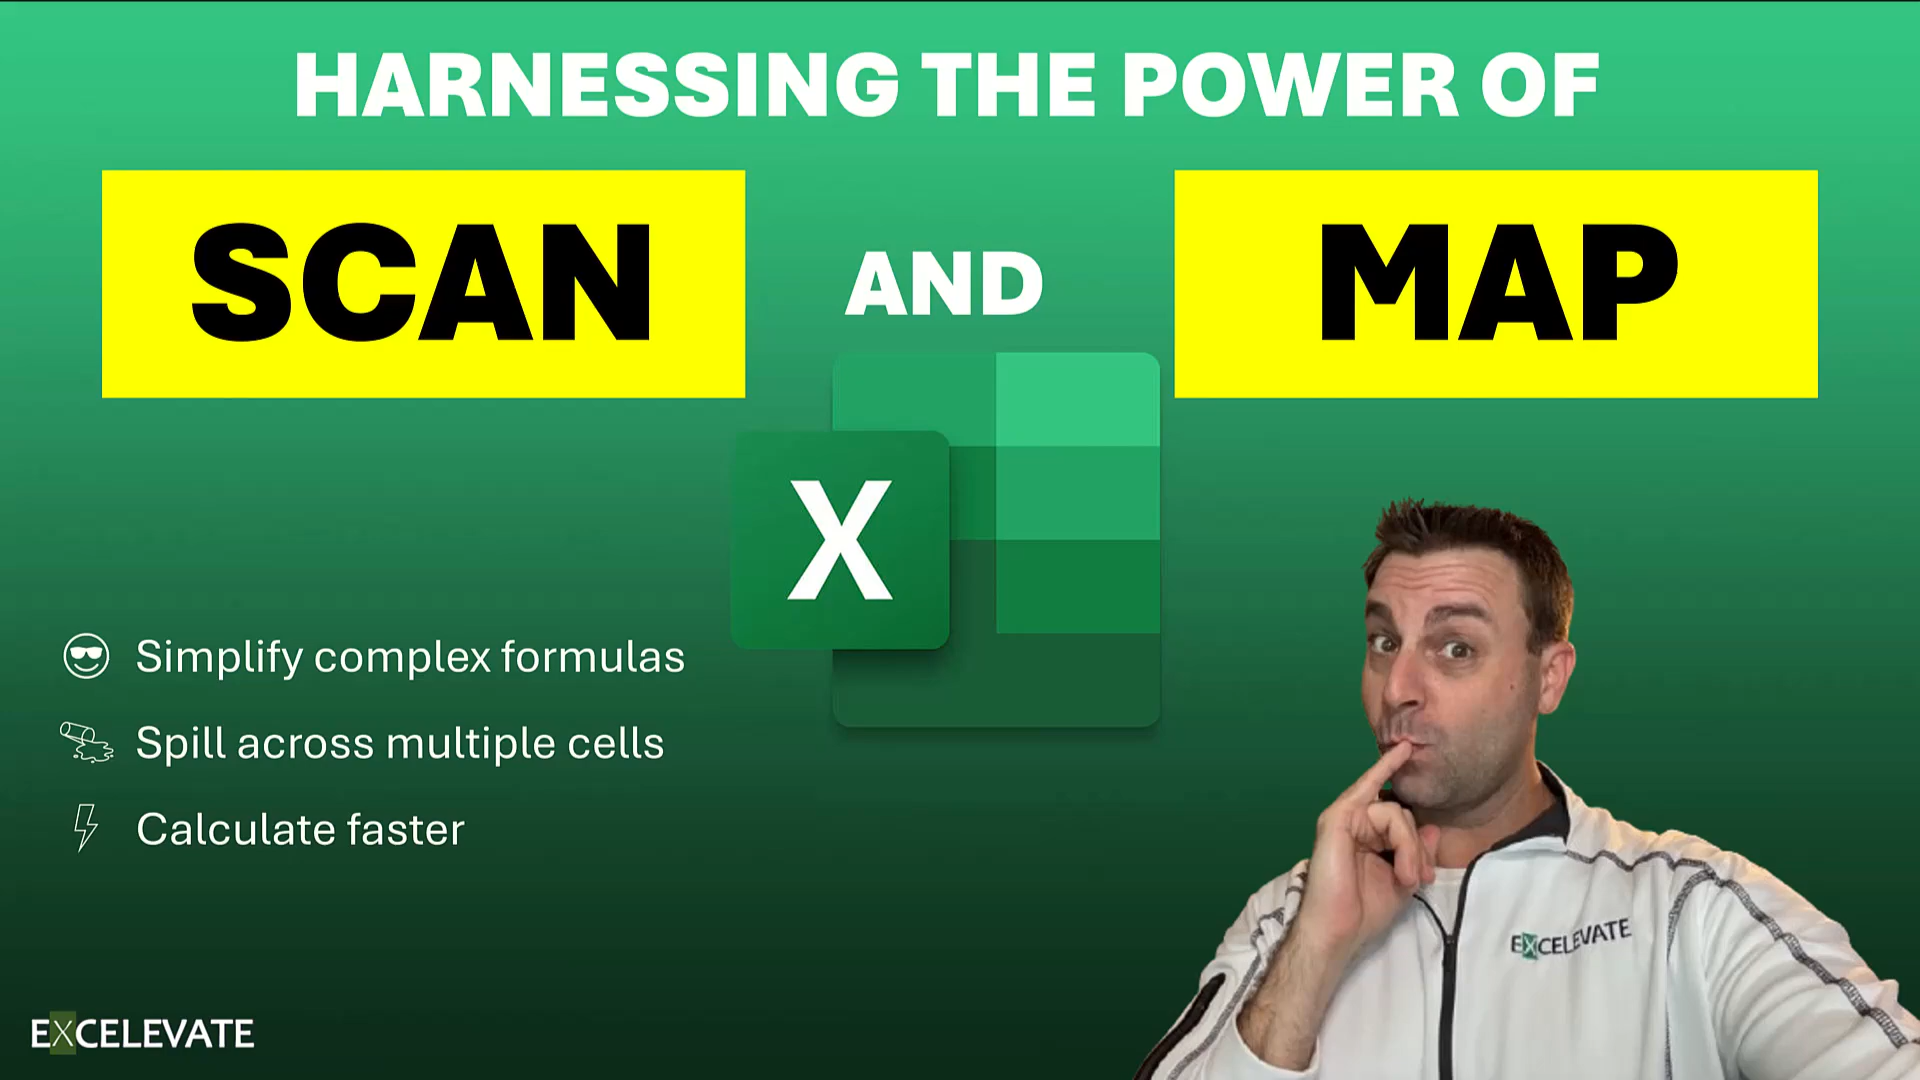 HARNESSING THE POWER OF
SCAN
AND
MAP
X
Simplify complex formulas
Spill across multiple cells
Calculate faster
EXCELEVATE
EXCELEVATE